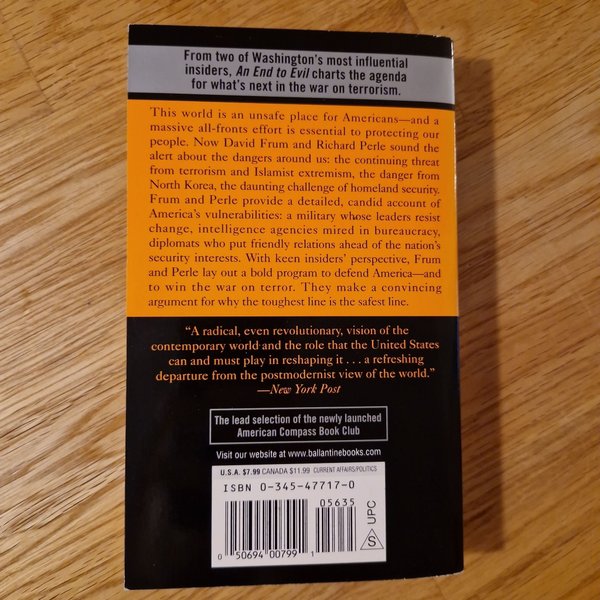 From two of Washington's most influential
insiders, An End to Evil charts the agenda
for what's next in the war on terrorism.
This world is an unsafe place for Americans—and a
massive all-fronts effort is essential to protecting our
people. Now David Frum and Richard Perle sound the
alert about the dangers around us: the continuing threat
from terrorism and Islamist extremism, the danger from
North Korea, the daunting challenge of homeland security.
Frum and Perle provide a detailed, candid account of
America's vulnerabilities: a military whose leaders resist
change, intelligence agencies mired in bureaucracy,
diplomats who put friendly relations ahead of the nation's
security interests. With keen insiders' perspective, Frum
and Perle lay out a bold program to defend America—and
to win the war on terror. They make a convincing
argument for why the toughest line is the safest line.
"A radical, even revolutionary, vision of the
contemporary world and the role that the United States
can and must play in reshaping it . . . a refreshing
departure from the postmodernist view of the world."
—New York Post
The lead selection of the newly launched
American Compass Book Club
Visit our website at www.ballantinebooks.com
U.S.A. $7.99 CANADA $11.99 CURRENT AFFAIRS/POLITICS
ISBN 0-345-47717-0
05635
0 50694 00799 1
S UPC